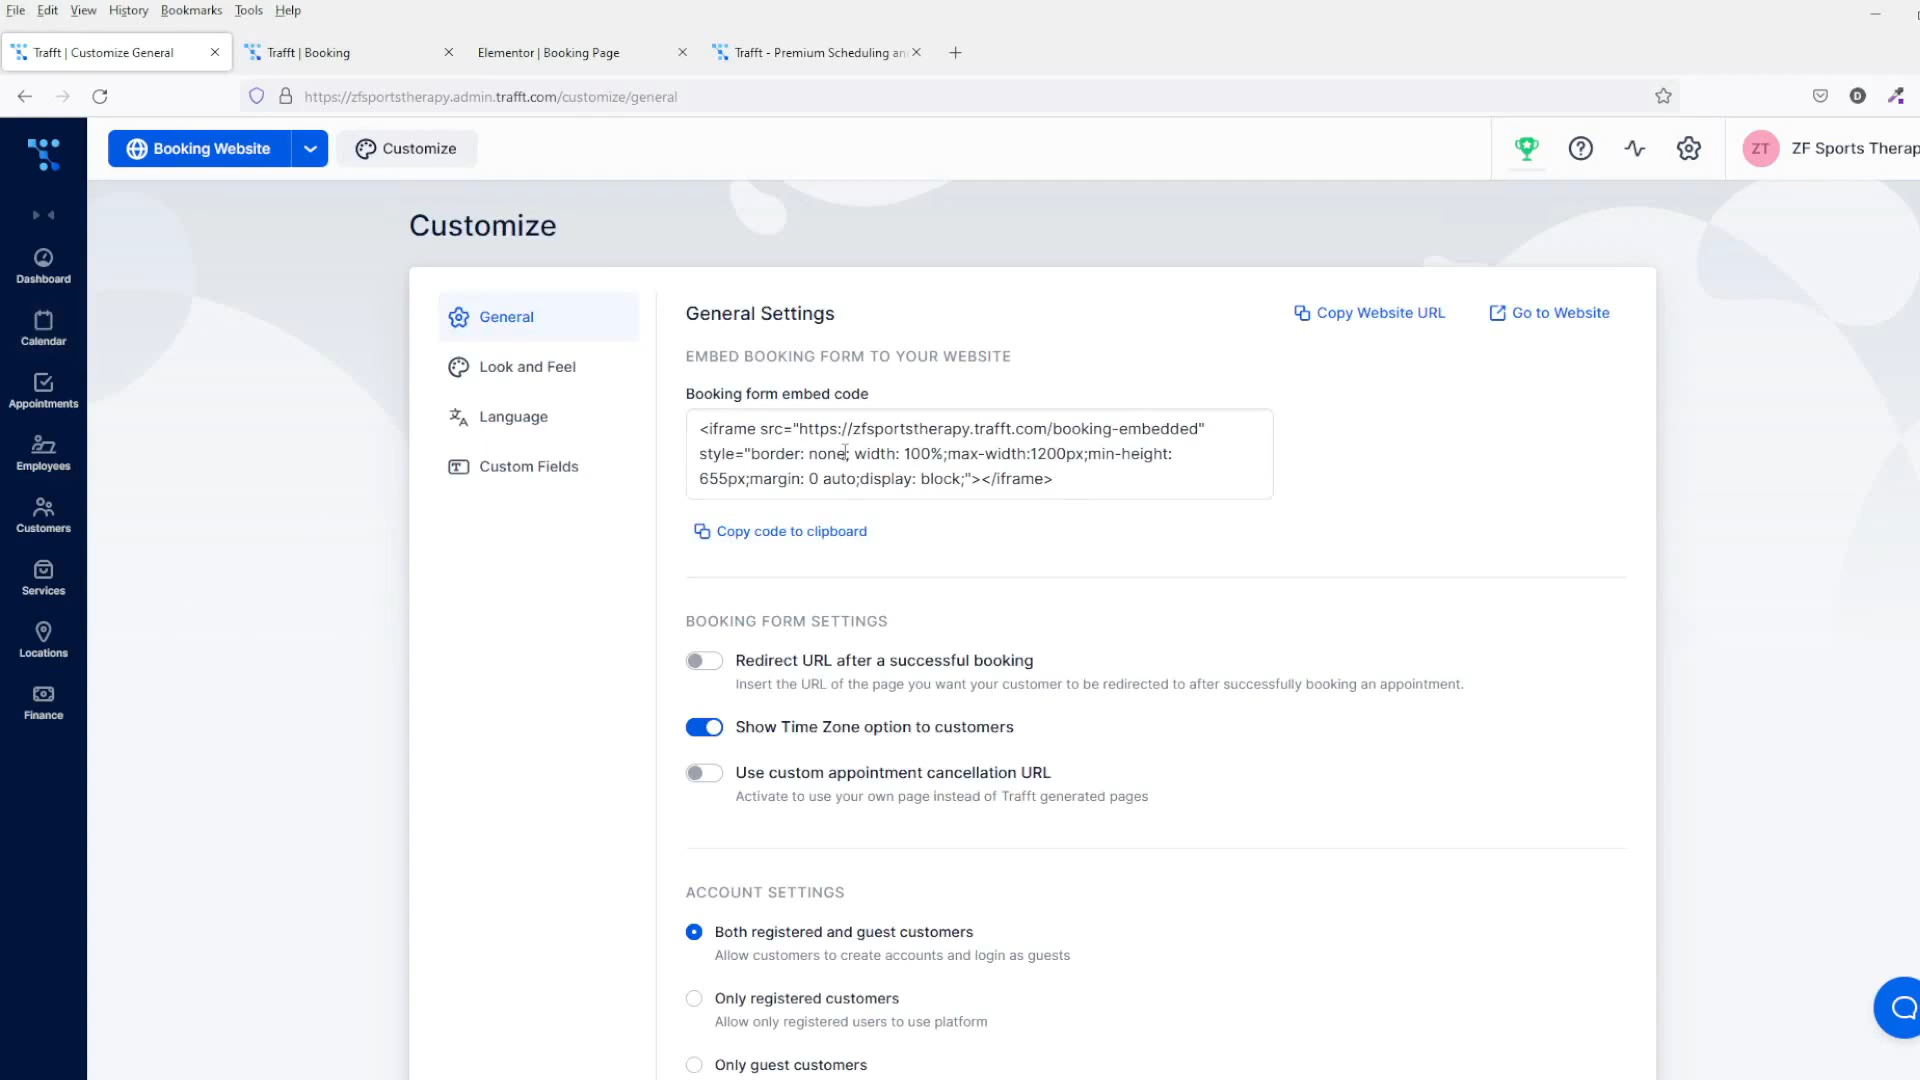 File Edit View History Bookmarks Tools Help
Trafft | Customize General
Trafft | Booking
Elementor | Booking Page
Trafft - Premium Scheduling an
https://zfsportstherapy.admin.trafft.com/customize/general
Booking Website
Customize
ZT
ZF Sports Therap
Dashboard
Calendar
Appointments
Employees
Customers
Services
Locations
Finance
Customize
General
Look and Feel
Language
Custom Fields
General Settings
Copy Website URL
Go to Website
EMBED BOOKING FORM TO YOUR WEBSITE
Booking form embed code
<iframe src="https://zfsportstherapy.trafft.com/booking-embedded"
style="border: none; width: 100%;max-width:1200px;min-height:
655px;margin: 0 auto;display: block;"></iframe>
Copy code to clipboard
BOOKING FORM SETTINGS
Redirect URL after a successful booking
Insert the URL of the page you want your customer to be redirected to after successfully booking an appointment.
Show Time Zone option to customers
Use custom appointment cancellation URL
Activate to use your own page instead of Trafft generated pages
ACCOUNT SETTINGS
Both registered and guest customers
Allow customers to create accounts and login as guests
Only registered customers
Allow only registered users to use platform
Only guest customers